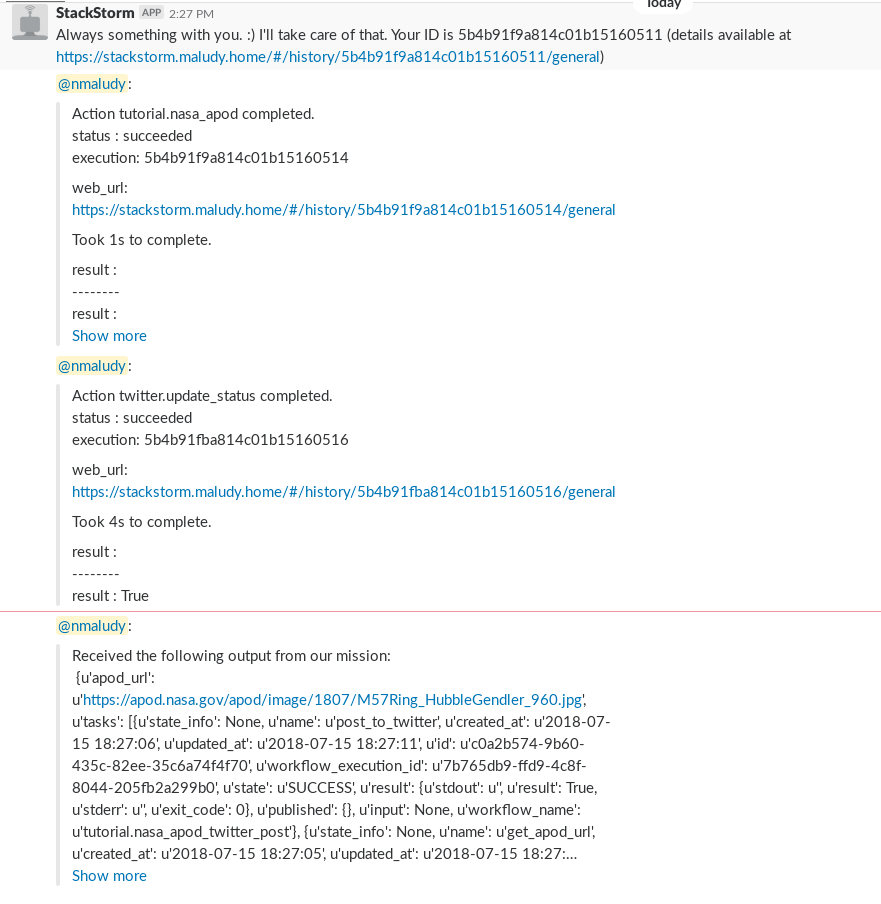 Today
StackStorm APP 2:27 PM
Always something with you. :) I'll take care of that. Your ID is 5b4b91f9a814c01b15160511 (details available at
https://stackstorm.maludy.home/#/history/5b4b91f9a814c01b15160511/general)
@nmaludy:
Action tutorial.nasa_apod completed.
status : succeeded
execution: 5b4b91f9a814c01b15160514
web_url:
https://stackstorm.maludy.home/#/history/5b4b91f9a814c01b15160514/general
Took 1s to complete.
result :
--------
result :
Show more
@nmaludy:
Action twitter.update_status completed.
status : succeeded
execution: 5b4b91fba814c01b15160516
web_url:
https://stackstorm.maludy.home/#/history/5b4b91fba814c01b15160516/general
Took 4s to complete.
result :
--------
result : True
@nmaludy:
Received the following output from our mission:
{u'apod_url':
u'https://apod.nasa.gov/apod/image/1807/M57Ring_HubbleGendler_960.jpg',
u'tasks': [{u'state_info': None, u'name': u'post_to_twitter', u'created_at': u'2018-07-
15 18:27:06', u'updated_at': u'2018-07-15 18:27:11', u'id': u'c0a2b574-9b60-
435c-82ee-35c6a74f4f70', u'workflow_execution_id': u'7b765db9-ffd9-4c8f-
8044-205fb2a299b0', u'state': u'SUCCESS', u'result': {u'stdout': u'', u'result': True,
u'stderr': u'', u'exit_code': 0}, u'published': {}, u'input': None, u'workflow_name':
u'tutorial.nasa_apod_twitter_post'}, {u'state_info': None, u'name': u'get_apod_url',
u'created_at': u'2018-07-15 18:27:05', u'updated_at': u'2018-07-15 18:27:...
Show more